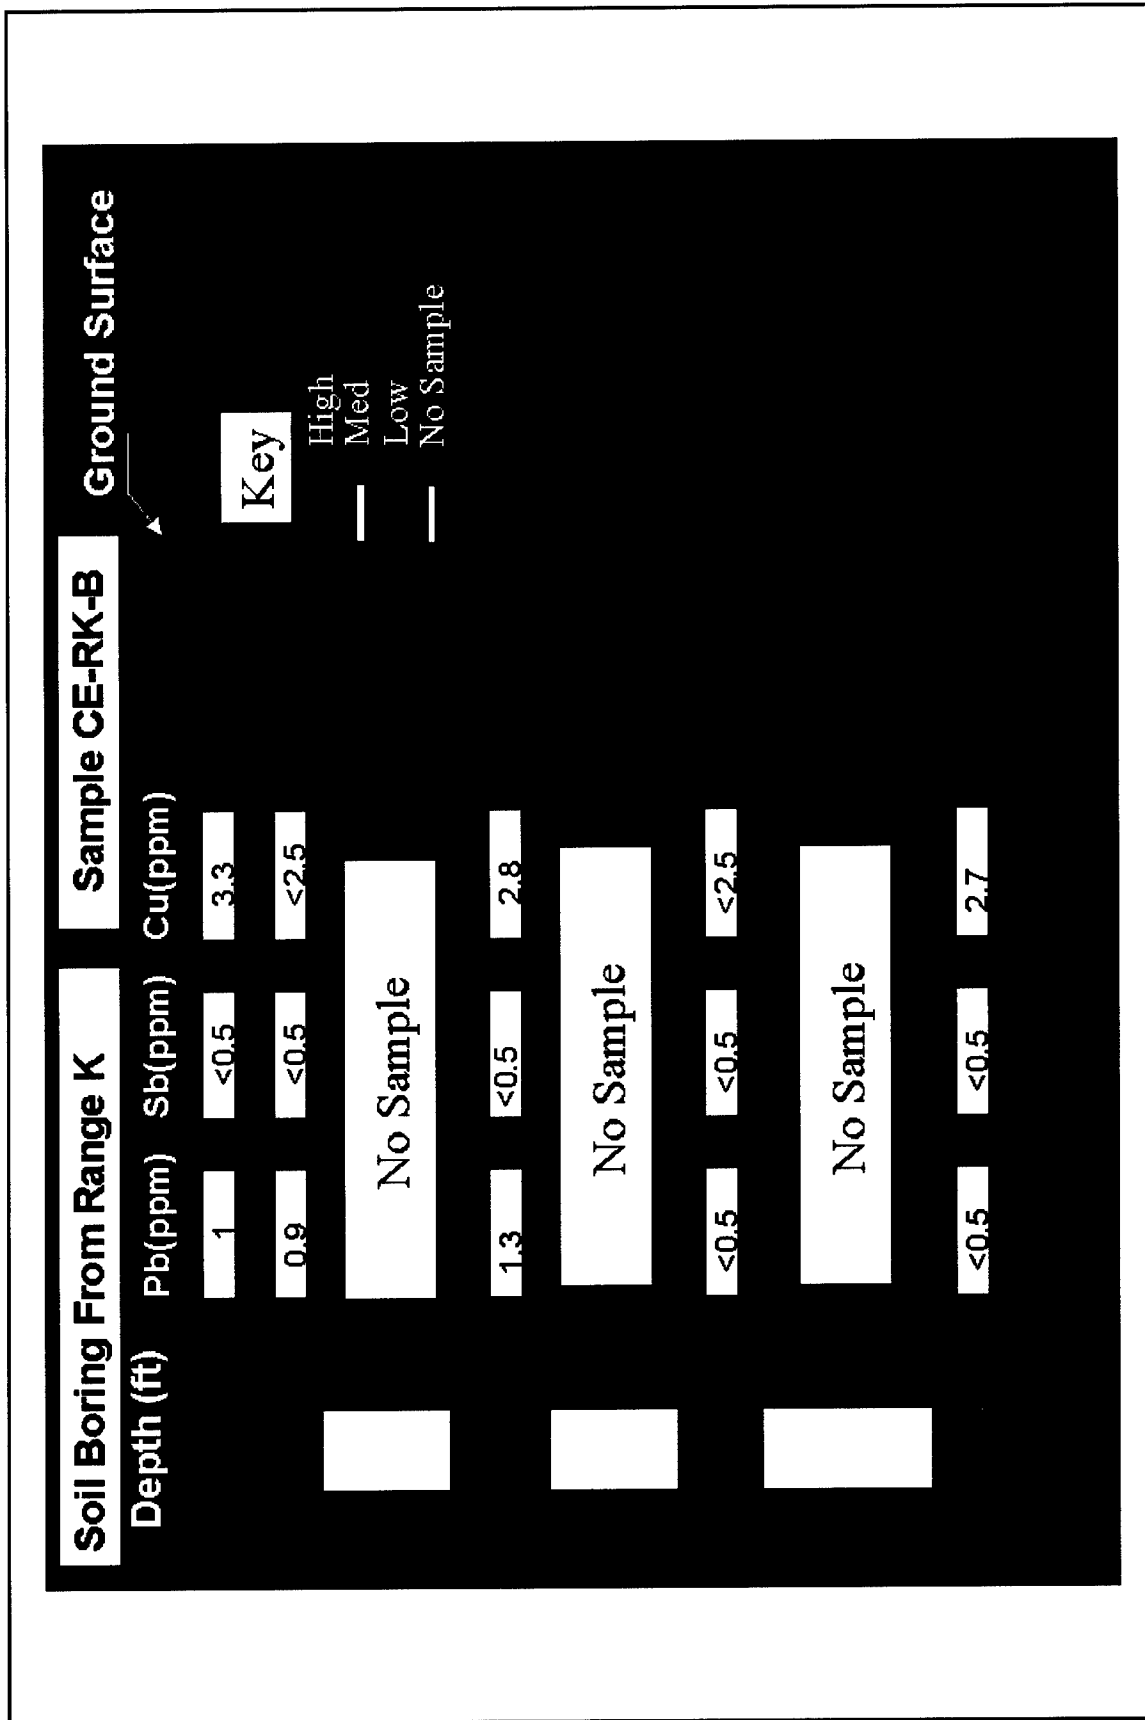 Soil Boring From Range K
Sample CE-RK-B
Ground Surface
Depth (ft) Pb(ppm) Sb(ppm) Cu(ppm)
1 <0.5 3.3
0.9 <0.5 <2.5
No Sample
1.3 <0.5 2.8
No Sample
<0.5 <0.5 <2.5
No Sample
<0.5 <0.5 2.7
Key
High
Med
Low
No Sample